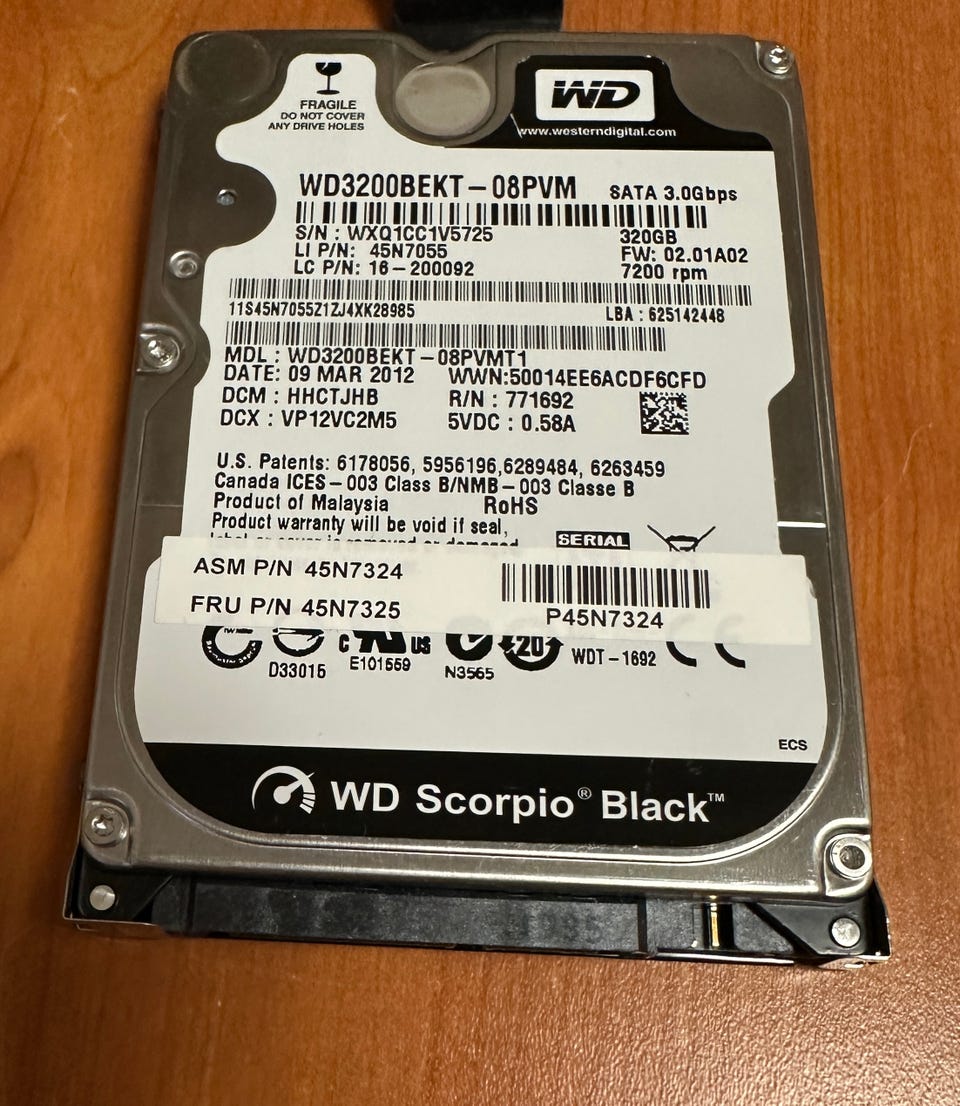 FRAGILE
DO NOT COVER
ANY DRIVE HOLES
WD
www.westerndigital.com
WD3200BEKT-08PVM SATA 3.0Gbps
S/N : WXQ1CC1V5725 320GB
LI P/N: 45N7055 FW: 02.01A02
LC P/N: 16-200092 7200 rpm
11S45N7055Z1ZJ4XK28985 LBA : 625142448
MDL : WD3200BEKT-08PVMT1
DATE: 09 MAR 2012 WWN:50014EE6ACDF6CFD
DCM : HHCTJHB R/N : 771692
DCX : VP12VC2M5 5VDC : 0.58A
U.S. Patents: 6178056, 5956196,6289484, 6263459
Canada ICES-003 Class B/NMB-003 Classe B
Product of Malaysia RoHS
Product warranty will be void if seal,
SERIAL
ASM P/N 45N7324
FRU P/N 45N7325 P45N7324
C US 20 CE
D33015 E101559 N3565 WDT-1692
ECS
WD Scorpio® Black™